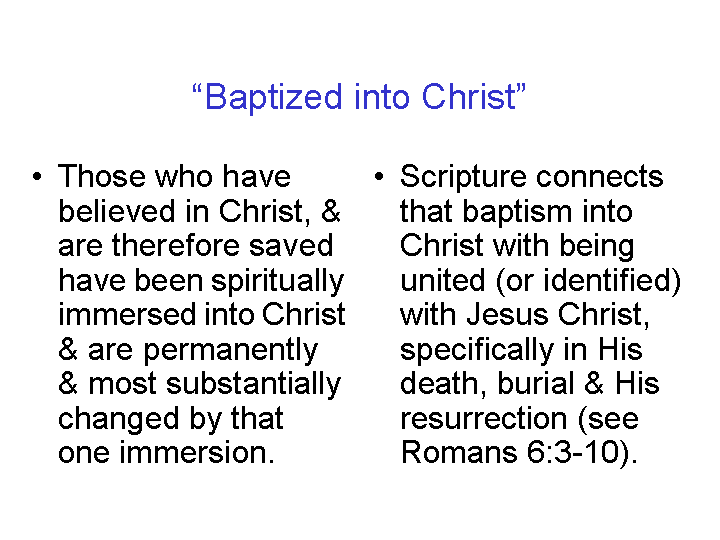 “Baptized into Christ”
• Those who have
believed in Christ, &
are therefore saved
have been spiritually
immersed into Christ
& are permanently
& most substantially
changed by that
one immersion.
• Scripture connects
that baptism into
Christ with being
united (or identified)
with Jesus Christ,
specifically in His
death, burial & His
resurrection (see
Romans 6:3-10).